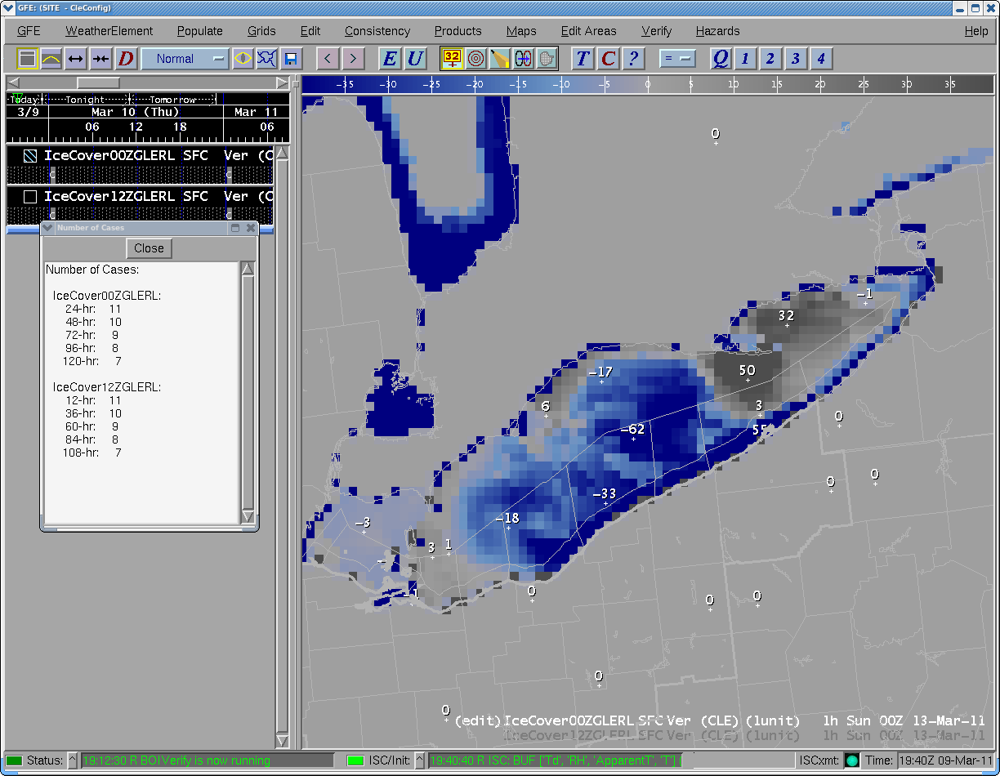 GFE: (SITE - CleConfig)
GFE WeatherElement Populate Grids Edit Consistency Products Maps Edit Areas Verify Hazards Help
D Normal < > E U 32 T C ? = Q 1 2 3 4
-35 -30 -25 -20 -15 -10 -5 0 5 10 15 20 25 30 35
Today Tonight Tomorrow
3/9 Mar 10 (Thu) Mar 11
06 12 18 06
IceCover00ZGLERL SFC Ver (C
C C
IceCover12ZGLERL SFC Ver (C
C C
Number of Cases
Close
Number of Cases:
IceCover00ZGLERL:
24-hr: 11
48-hr: 10
72-hr: 9
96-hr: 8
120-hr: 7
IceCover12ZGLERL:
12-hr: 11
36-hr: 10
60-hr: 9
84-hr: 8
108-hr: 7
0
-1
32
50
-17
6
3
0
-62
55
0
0
-33
-18
-3
3
1
-
-1
0
0
0
0
0
(edit)IceCover00ZGLERL SFC Ver (CLE) (1unit) 1h Sun 00Z 13-Mar-11
IceCover12ZGLERL SFC Ver (CLE) (1unit) 1h Sun 00Z 13-Mar-11
Status: ^ 19:12:30 R BOIVerify is now running ISC/Init: ^ 19:40:40 R ISC: BUF ['Td', 'RH', 'ApparentT', 'T'] ( ISCxmt: Time: 19:40Z 09-Mar-11